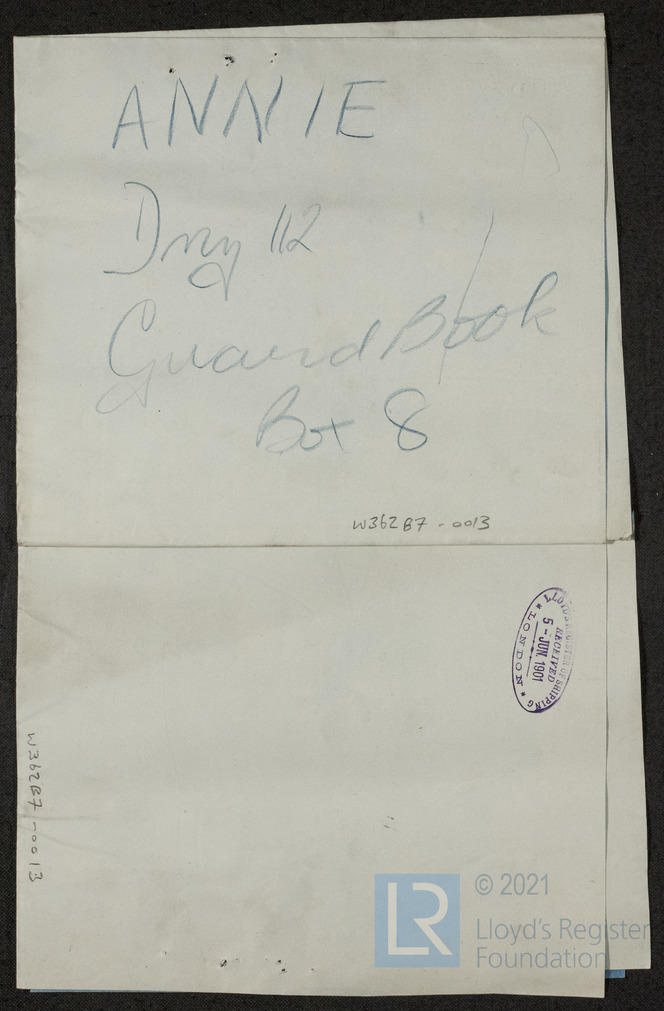 ANNIE
Dng 112
Guard Book
Box 8
W362B7-0013
LLOYD'S REGISTER OF SHIPPING
RECEIVED
5-JUN.1901
* LONDON *
W362B7-0013
LR
© 2021
Lloyd's Register
Foundation